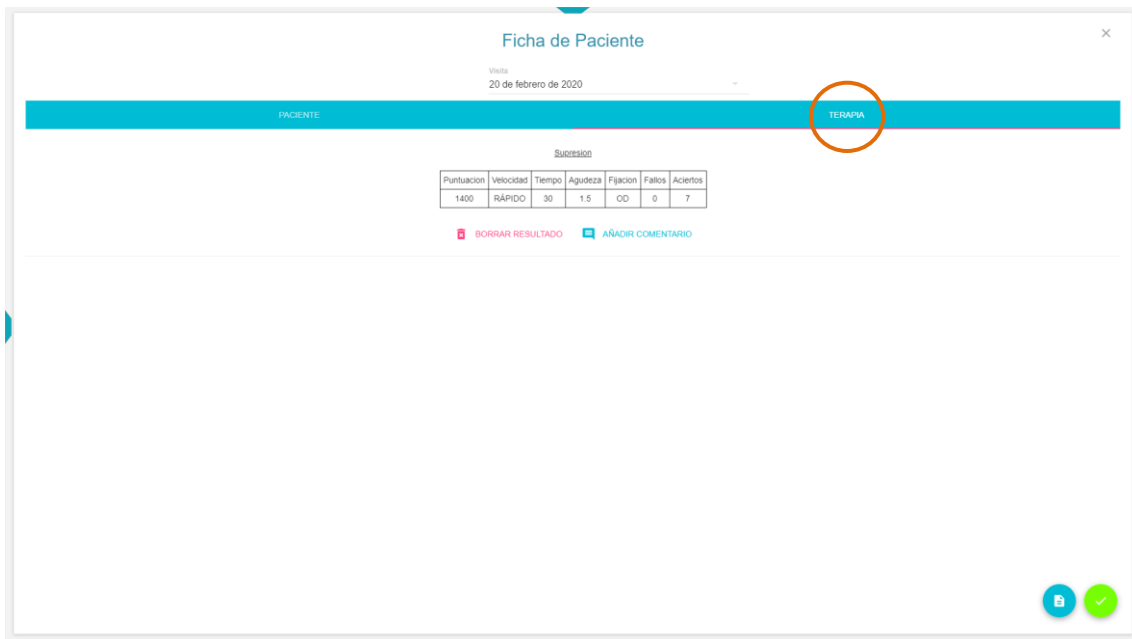 Ficha de Paciente
Visita
20 de febrero de 2020
PACIENTE TERAPIA
Supresion
Puntuacion Velocidad Tiempo Agudeza Fijacion Fallos Aciertos
1400 RÁPIDO 30 1.5 OD 0 7
BORRAR RESULTADO AÑADIR COMENTARIO